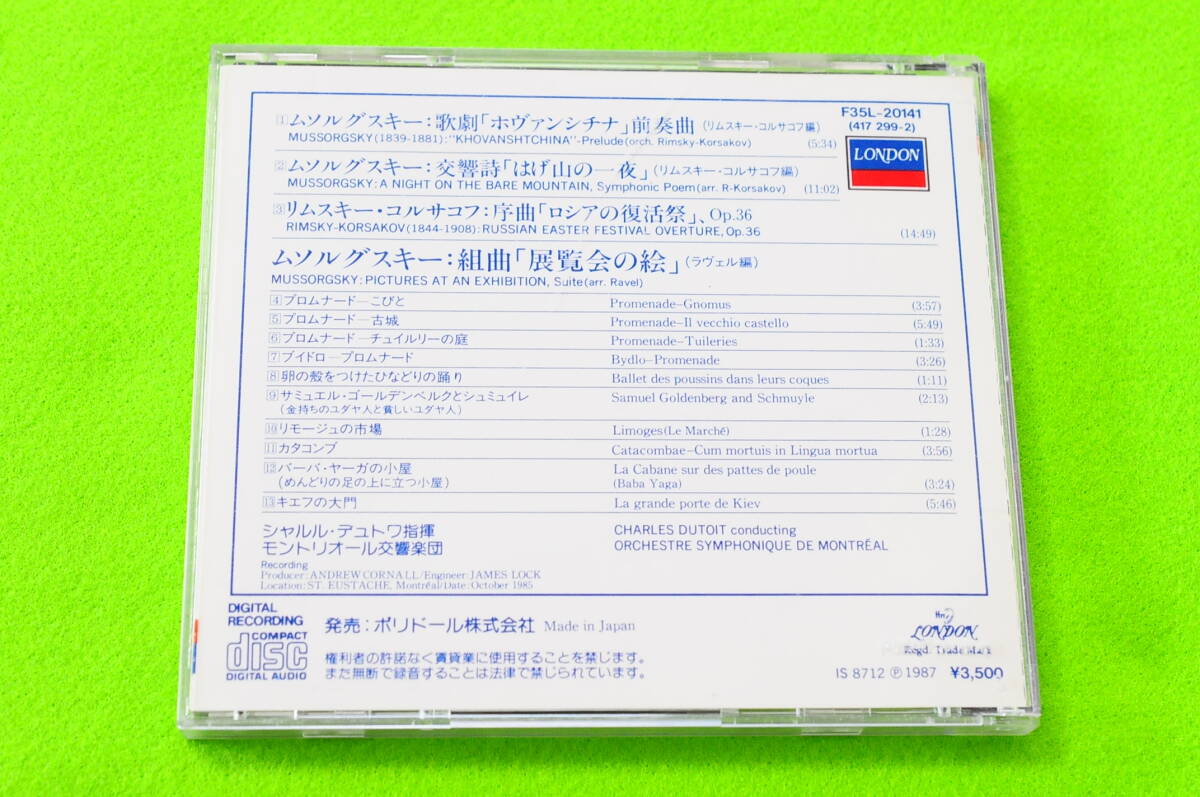 F35L-20141
(417 299-2)
LONDON
1 ムソルグスキー：歌劇「ホヴァンシチナ」前奏曲（リムスキー・コルサコフ編）
MUSSORGSKY(1839-1881):"KHOVANSHTCHINA"-Prelude(orch. Rimsky-Korsakov) (5:34)
2 ムソルグスキー：交響詩「はげ山の一夜」（リムスキー・コルサコフ編）
MUSSORGSKY:A NIGHT ON THE BARE MOUNTAIN, Symphonic Poem(arr. R-Korsakov) (11:02)
3 リムスキー・コルサコフ：序曲「ロシアの復活祭」、Op.36
RIMSKY-KORSAKOV(1844-1908):RUSSIAN EASTER FESTIVAL OVERTURE, Op.36 (14:49)
ムソルグスキー：組曲「展覧会の絵」（ラヴェル編）
MUSSORGSKY:PICTURES AT AN EXHIBITION, Suite(arr. Ravel)
4 プロムナード—こびと Promenade–Gnomus (3:57)
5 プロムナード—古城 Promenade–Il vecchio castello (5:49)
6 プロムナード—チュイルリーの庭 Promenade–Tuileries (1:33)
7 ブイドロ—プロムナード Bydlo–Promenade (3:26)
8 卵の殻をつけたひなどりの踊り Ballet des poussins dans leurs coques (1:11)
9 サミュエル・ゴールデンベルクとシュミュイレ Samuel Goldenberg and Schmuyle (2:13)
（金持ちのユダヤ人と貧しいユダヤ人）
10 リモージュの市場 Limoges(Le Marché) (1:28)
11 カタコンブ Catacombae–Cum mortuis in Lingua mortua (3:56)
12 バーバ・ヤーガの小屋 La Cabane sur des pattes de poule
（めんどりの足の上に立つ小屋） (Baba Yaga) (3:24)
13 キエフの大門 La grande porte de Kiev (5:46)
シャルル・デュトワ指揮 CHARLES DUTOIT conducting
モントリオール交響楽団 ORCHESTRE SYMPHONIQUE DE MONTRÉAL
Recording
Producer:ANDREW CORNALL/Engineer:JAMES LOCK
Location:ST. EUSTACHE, Montréal/Date:October 1985
DIGITAL
RECORDING
COMPACT
disc
DIGITAL AUDIO
発売：ポリドール株式会社 Made in Japan
権利者の許諾なく賃貸業に使用することを禁じます。
また無断で録音することは法律で禁じられています。
LONDON
Regd. Trade Mark
IS 8712 Ⓟ 1987 ¥3,500